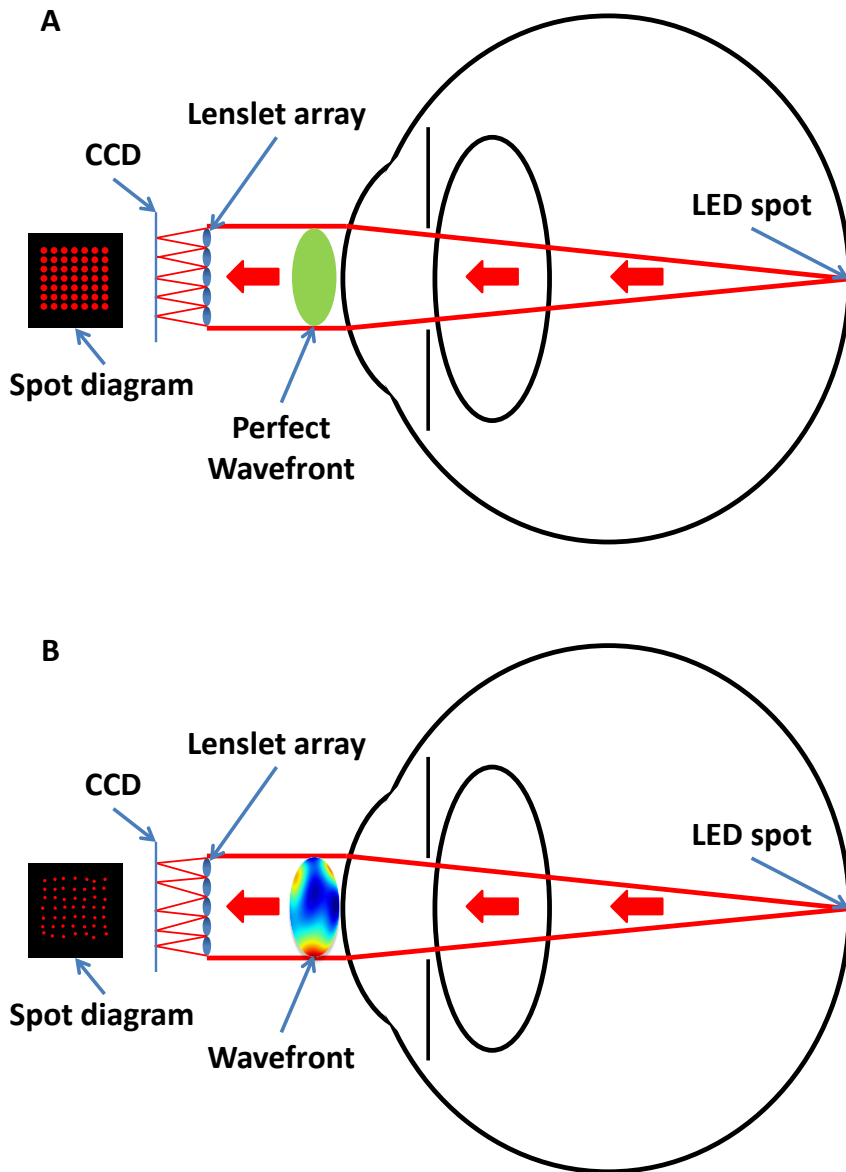 A
Lenslet array
CCD
LED spot
Spot diagram
Perfect
Wavefront
B
Lenslet array
CCD
LED spot
Spot diagram
Wavefront